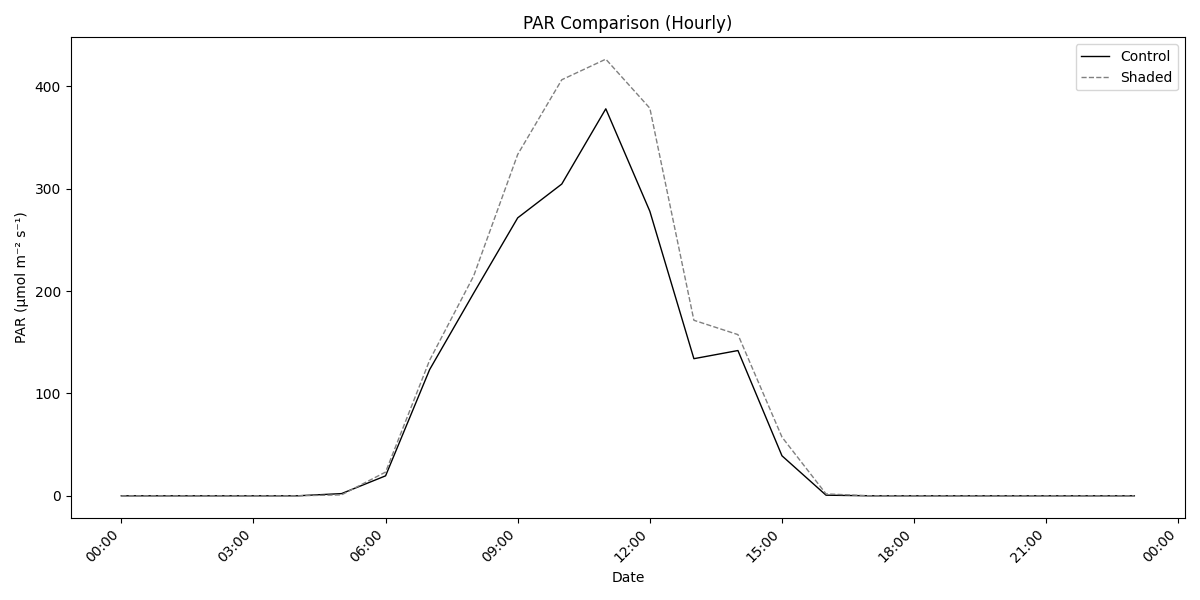 PAR Comparison (Hourly)
Control
Shaded
PAR (μmol m⁻² s⁻¹)
400
300
200
100
0
00:00
03:00
06:00
09:00
12:00
15:00
18:00
21:00
00:00
Date